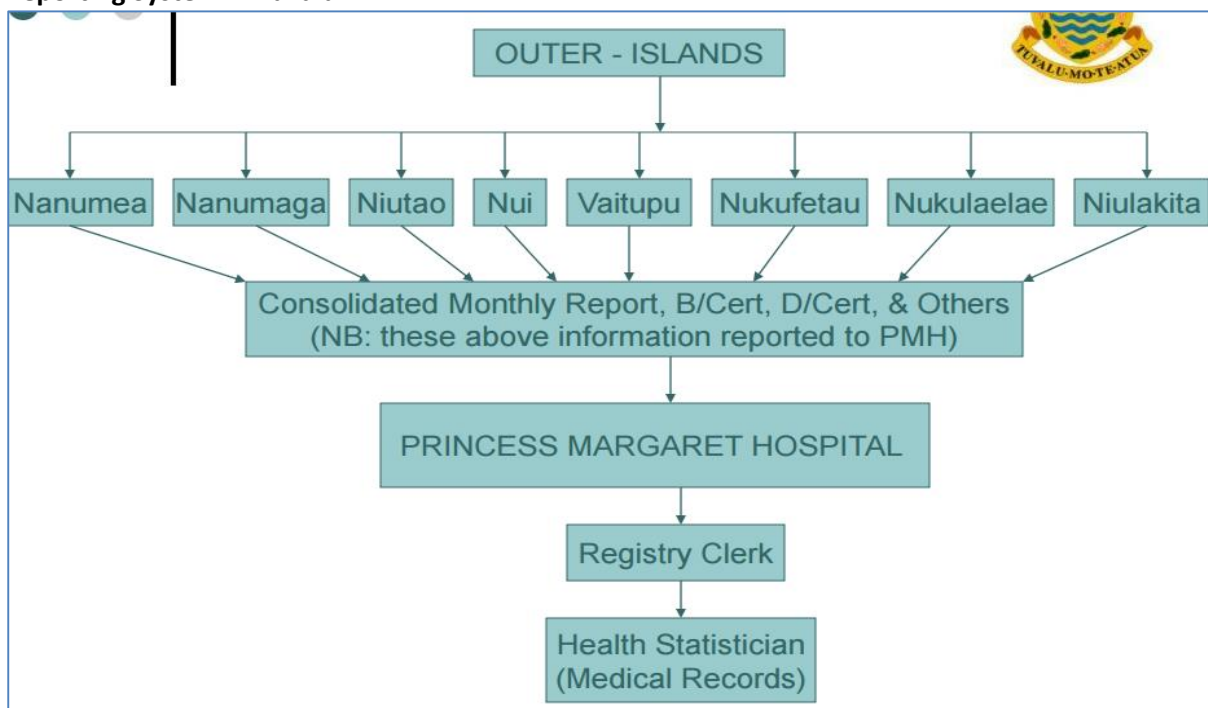 OUTER - ISLANDS
TUVALU-MO-TE-ATUA
Nanumea
Nanumaga
Niutao
Nui
Vaitupu
Nukufetau
Nukulaelae
Niulakita
Consolidated Monthly Report, B/Cert, D/Cert, & Others
(NB: these above information reported to PMH)
PRINCESS MARGARET HOSPITAL
Registry Clerk
Health Statistician
(Medical Records)